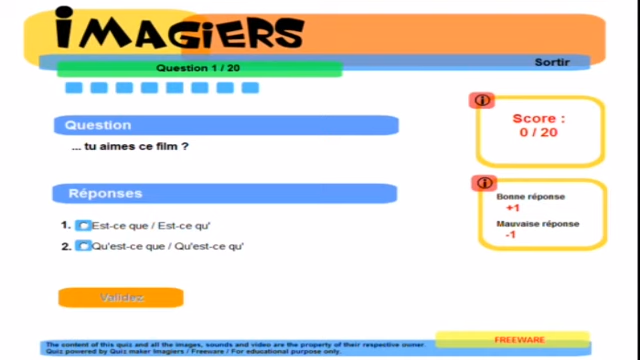 IMAGIERS
Sortir
Question 1 / 20
Question
... tu aimes ce film ?
Score :
0 / 20
Réponses
Bonne réponse
+1
Mauvaise réponse
-1
1. Est-ce que / Est-ce qu'
2. Qu'est-ce que / Qu'est-ce qu'
Validez
FREEWARE
The content of this quiz and all the images, sounds and video are the property of their respective owner.
Quiz powered by Quiz maker Imagiers / Freeware / For educational purpose only.